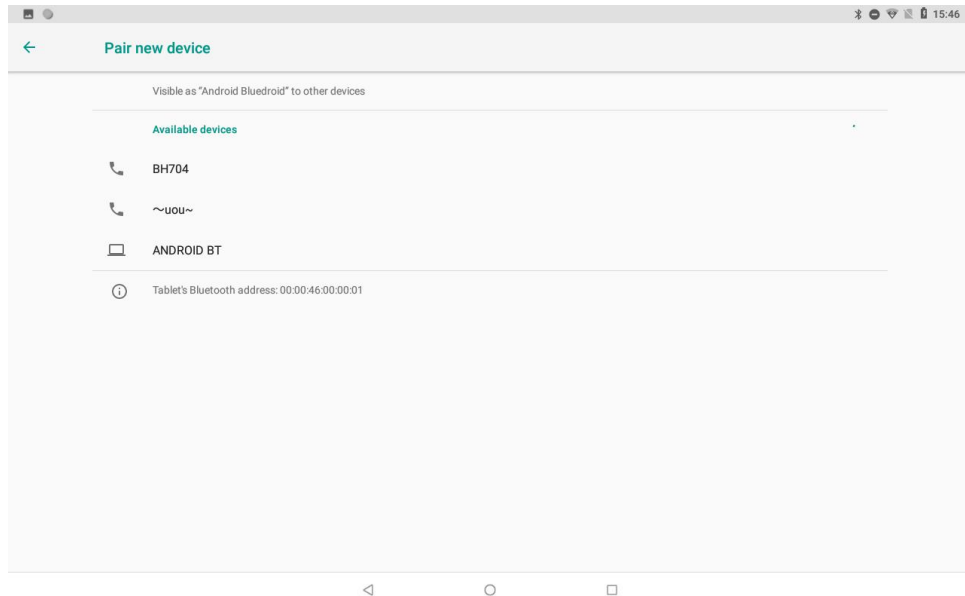 15:46
Pair new device
Visible as “Android Bluedroid” to other devices
Available devices
BH704
～uou~
ANDROID BT
Tablet's Bluetooth address: 00:00:46:00:00:01